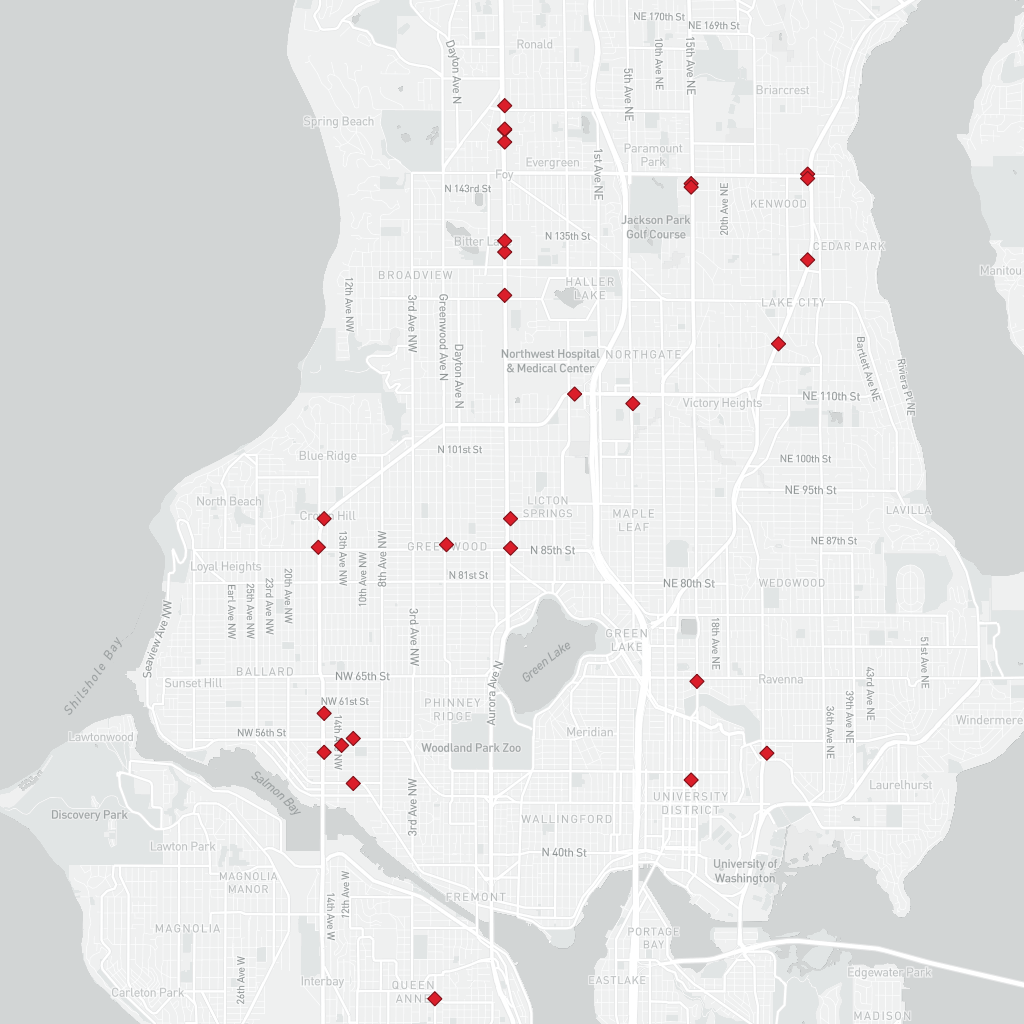 NE 170th St
NE 169th St
Ronald
Dayton Ave N
10th Ave NE
15th Ave NE
5th Ave NE
Briarcrest
Spring Beach
Paramount
Park
Evergreen
1st Ave NE
Foy
N 143rd St
20th Ave NE
KENWOOD
Jackson Park
Golf Course
N 135th St
Bitter La
CEDAR PARK
BROADVIEW
Manitou
HALLER
LAKE
12th Ave NW
3rd Ave NW
Greenwood Ave N
LAKE CITY
Dayton Ave N
Northwest Hospital
& Medical Center
NORTHGATE
Bartlett Ave NE
Riviera Pl NE
NE 110th St
Victory Heights
N 101st St
Blue Ridge
NE 100th St
NE 95th St
North Beach
LICTON
SPRINGS
Cro n Hill
MAPLE
LEAF
LAVILLA
13th Ave NW
8th Ave NW
GREE WOOD
N 85th St
NE 87th St
10th Ave NW
Loyal Heights
N 81st St
NE 80th St
WEDGWOOD
20th Ave NW
23rd Ave NW
25th Ave NW
Earl Ave NW
Seaview Ave NW
3rd Ave NW
GREEN
LAKE
18th Ave NE
51st Ave NE
Green Lake
Shilshole Bay
BALLARD
NW 65th St
Sunset Hill
Ravenna
43rd Ave NE
39th Ave NE
36th Ave NE
Aurora Ave N
NW 61st St
PHINNEY
RIDGE
Windermere
NW 56th St
14th Ave NW
Meridian
Lawtonwood
Woodland Park Zoo
Salmon Bay
3rd Ave NW
Laurelhurst
UNIVERSITY
DISTRICT
Discovery Park
WALLINGFORD
Lawton Park
N 40th St
University of
Washington
MAGNOLIA
MANOR
12th Ave W
14th Ave W
FREMONT
MAGNOLIA
PORTAGE
BAY
26th Ave W
Interbay
EASTLAKE
Edgewater Park
Carleton Park
QUEEN
ANNE
MADISON